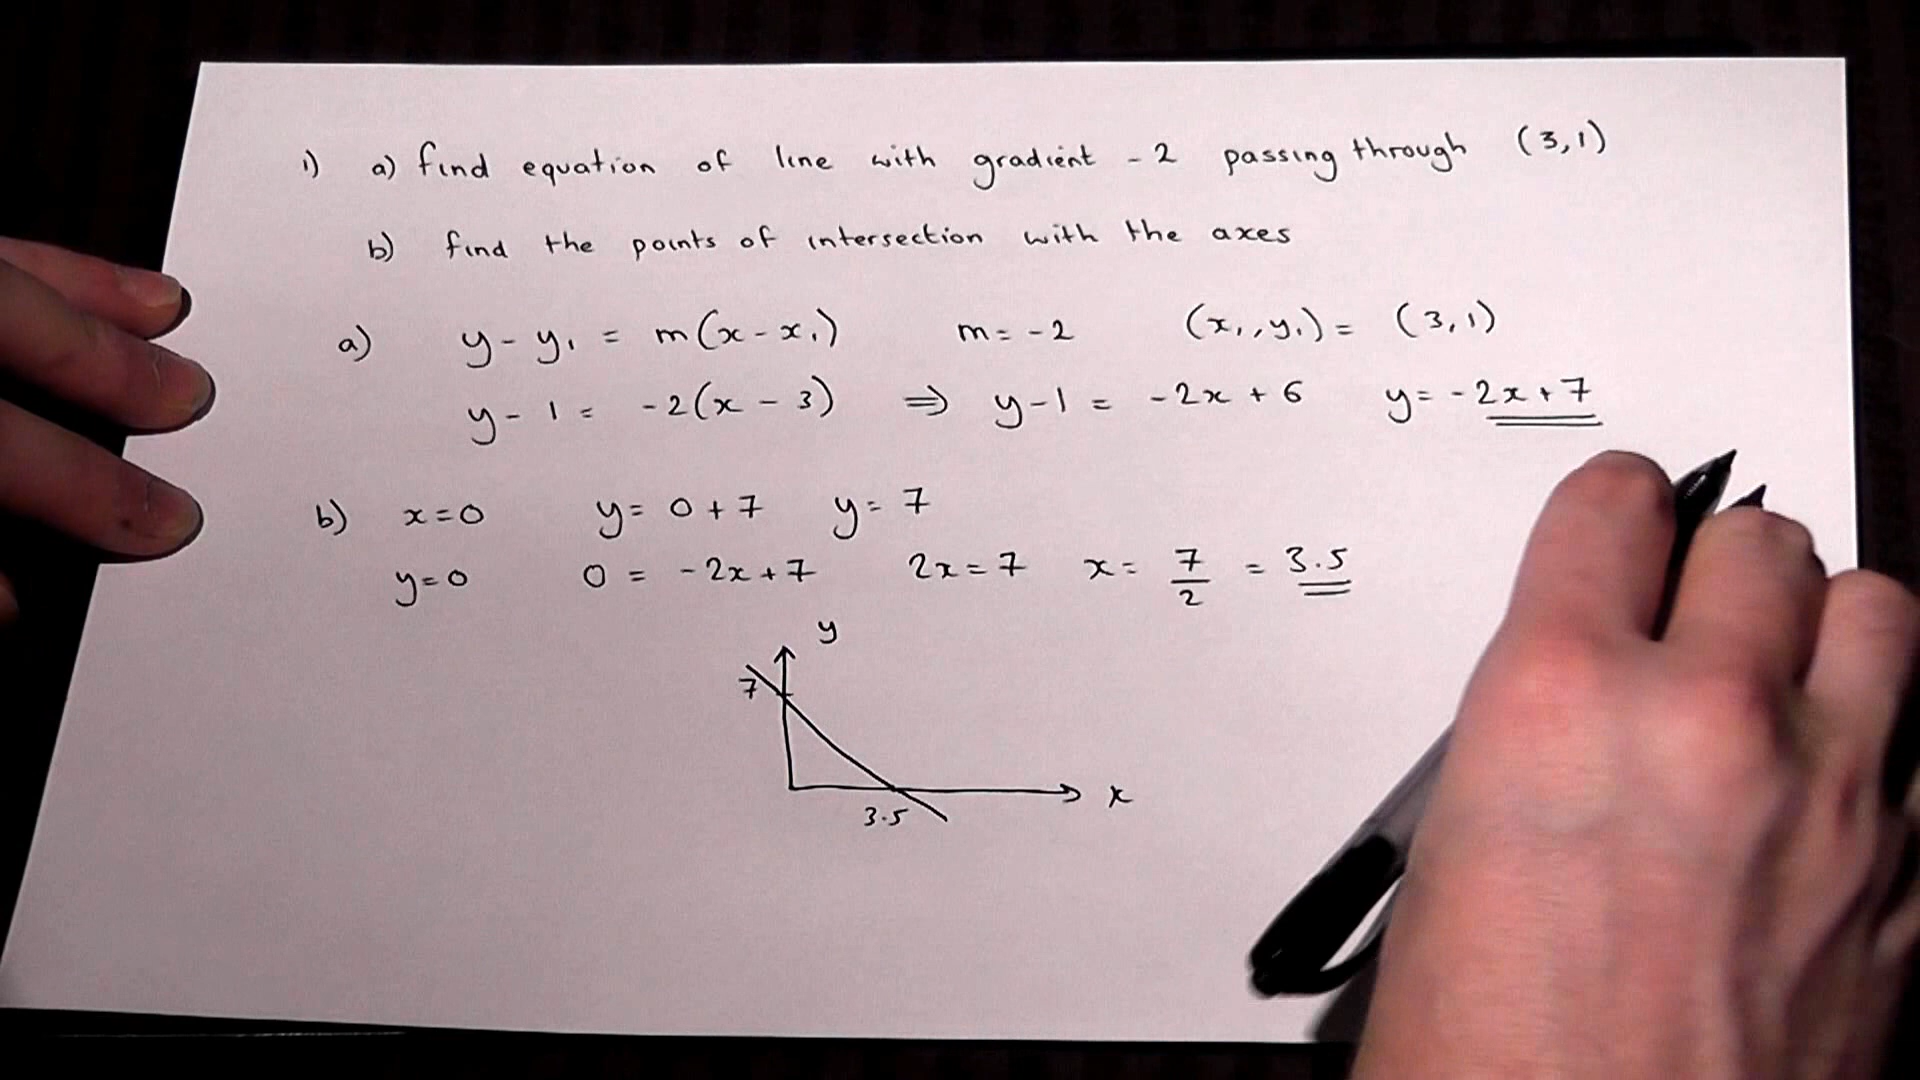 1) a) find equation of line with gradient -2 passing through (3,1)
b) find the points of intersection with the axes
a) y - y₁ = m(x - x₁) m = -2 (x₁, y₁) = (3,1)
y - 1 = -2(x - 3) ⇒ y - 1 = -2x + 6 y = -2x + 7
b) x=0 y = 0 + 7 y = 7
y=0 0 = -2x + 7 2x = 7 x = 7/2 = 3.5
y
7
x
3.5